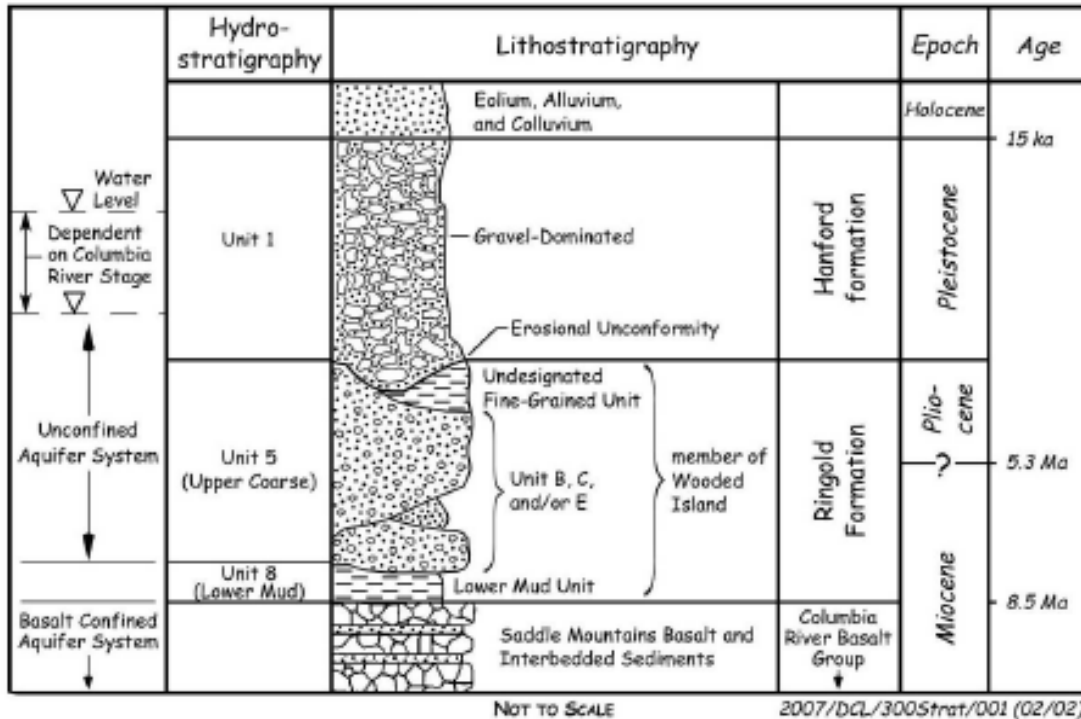 Hydro-
stratigraphy
Lithostratigraphy
Epoch
Age
Eolium, Alluvium,
and Colluvium
Holocene
15 ka
Water
Level
Dependent
on Columbia
River Stage
Unit 1
Gravel-Dominated
Hanford
formation
Pleistocene
Erosional Unconformity
Undesignated
Fine-Grained Unit
Unconfined
Aquifer System
Unit 5
(Upper Coarse)
Unit B, C,
and/or E
member of
Wooded
Island
Ringold
Formation
Plio-
cene
?
5.3 Ma
Unit 8
(Lower Mud)
Lower Mud Unit
Miocene
8.5 Ma
Basalt Confined
Aquifer System
Saddle Mountains Basalt and
Interbedded Sediments
Columbia
River Basalt
Group
NOT TO SCALE
2007/DCL/300Strat/001 (02/02)